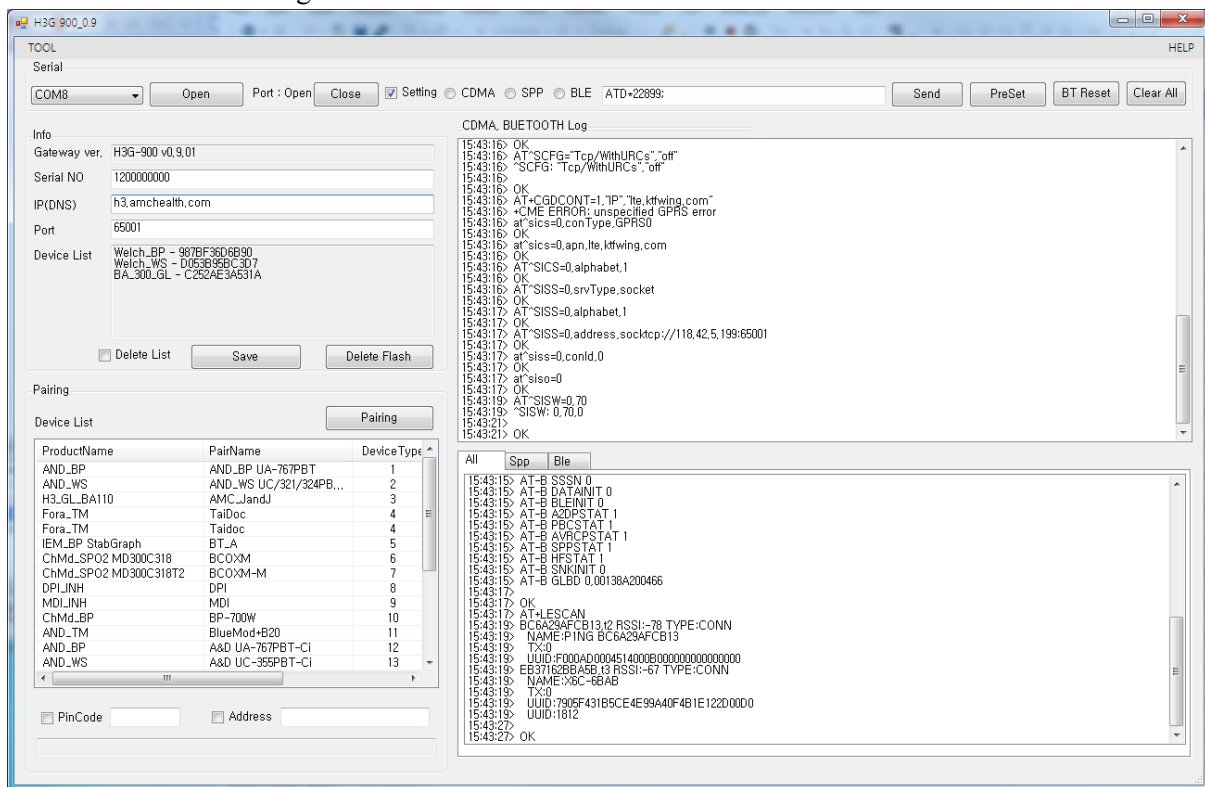 H3G 900_0.9
TOOL HELP
Serial
COM8 Open Port : Open Close Setting CDMA SPP BLE ATD*22899; Send PreSet BT Reset Clear All
Info
Gateway ver. H3G-900 v0.9.01
Serial NO 1200000000
IP(DNS) h3.amchealth.com
Port 65001
Device List Welch_BP - 987BF36D6B90
Welch_WS - D053B95BC3D7
BA_300_GL - C252AE3A531A
Delete List Save Delete Flash
Pairing
Device List Pairing
ProductName PairName DeviceType
AND_BP AND_BP UA-767PBT 1
AND_WS AND_WS UC/321/324PB... 2
H3_GL_BA110 AMC_JandJ 3
Fora_TM TaiDoc 4
Fora_TM Taidoc 4
IEM_BP StabGraph BT_A 5
ChMd_SPO2 MD300C318 BCOXM 6
ChMd_SPO2 MD300C318T2 BCOXM-M 7
DPI_INH DPI 8
MDI_INH MDI 9
ChMd_BP BP-700W 10
AND_TM BlueMod+B20 11
AND_BP A&D UA-767PBT-Ci 12
AND_WS A&D UC-355PBT-Ci 13
PinCode Address
CDMA, BUETOOTH Log
15:43:16> OK
15:43:16> AT^SCFG="Tcp/WithURCs","off"
15:43:16> ^SCFG: "Tcp/WithURCs","off"
15:43:16>
15:43:16> OK
15:43:16> AT+CGDCONT=1,"IP","lte.ktfwing.com"
15:43:16> +CME ERROR: unspecified GPRS error
15:43:16> at^sics=0,conType,GPRS0
15:43:16> OK
15:43:16> at^sics=0,apn,lte.ktfwing.com
15:43:16> OK
15:43:16> AT^SICS=0,alphabet,1
15:43:16> OK
15:43:16> AT^SISS=0,srvType,socket
15:43:16> OK
15:43:17> AT^SISS=0,alphabet,1
15:43:17> OK
15:43:17> AT^SISS=0,address,socktcp://118.42.5.199:65001
15:43:17> OK
15:43:17> at^siss=0,conId,0
15:43:17> OK
15:43:17> at^siso=0
15:43:17> OK
15:43:19> AT^SISW=0,70
15:43:19> ^SISW: 0,70,0
15:43:21>
15:43:21> OK
All Spp Ble
15:43:15> AT-B SSSN 0
15:43:15> AT-B DATAINIT 0
15:43:15> AT-B BLEINIT 0
15:43:15> AT-B A2DPSTAT 1
15:43:15> AT-B PBCSTAT 1
15:43:15> AT-B AVRCPSTAT 1
15:43:15> AT-B SPPSTAT 1
15:43:15> AT-B HFSTAT 1
15:43:15> AT-B SNKINIT 0
15:43:15> AT-B GLBD 0,00138A200466
15:43:17>
15:43:17> OK
15:43:17> AT+LESCAN
15:43:19> BC6A29AFCB13,t2 RSSI:-78 TYPE:CONN
15:43:19> NAME:P1NG BC6A29AFCB13
15:43:19> TX:0
15:43:19> UUID:F000AD0004514000B000000000000000
15:43:19> EB37162BBA5B,t3 RSSI:-67 TYPE:CONN
15:43:19> NAME:X6C-6BAB
15:43:19> TX:0
15:43:19> UUID:7905F431B5CE4E99A40F4B1E122D00D0
15:43:19> UUID:1812
15:43:27>
15:43:27> OK